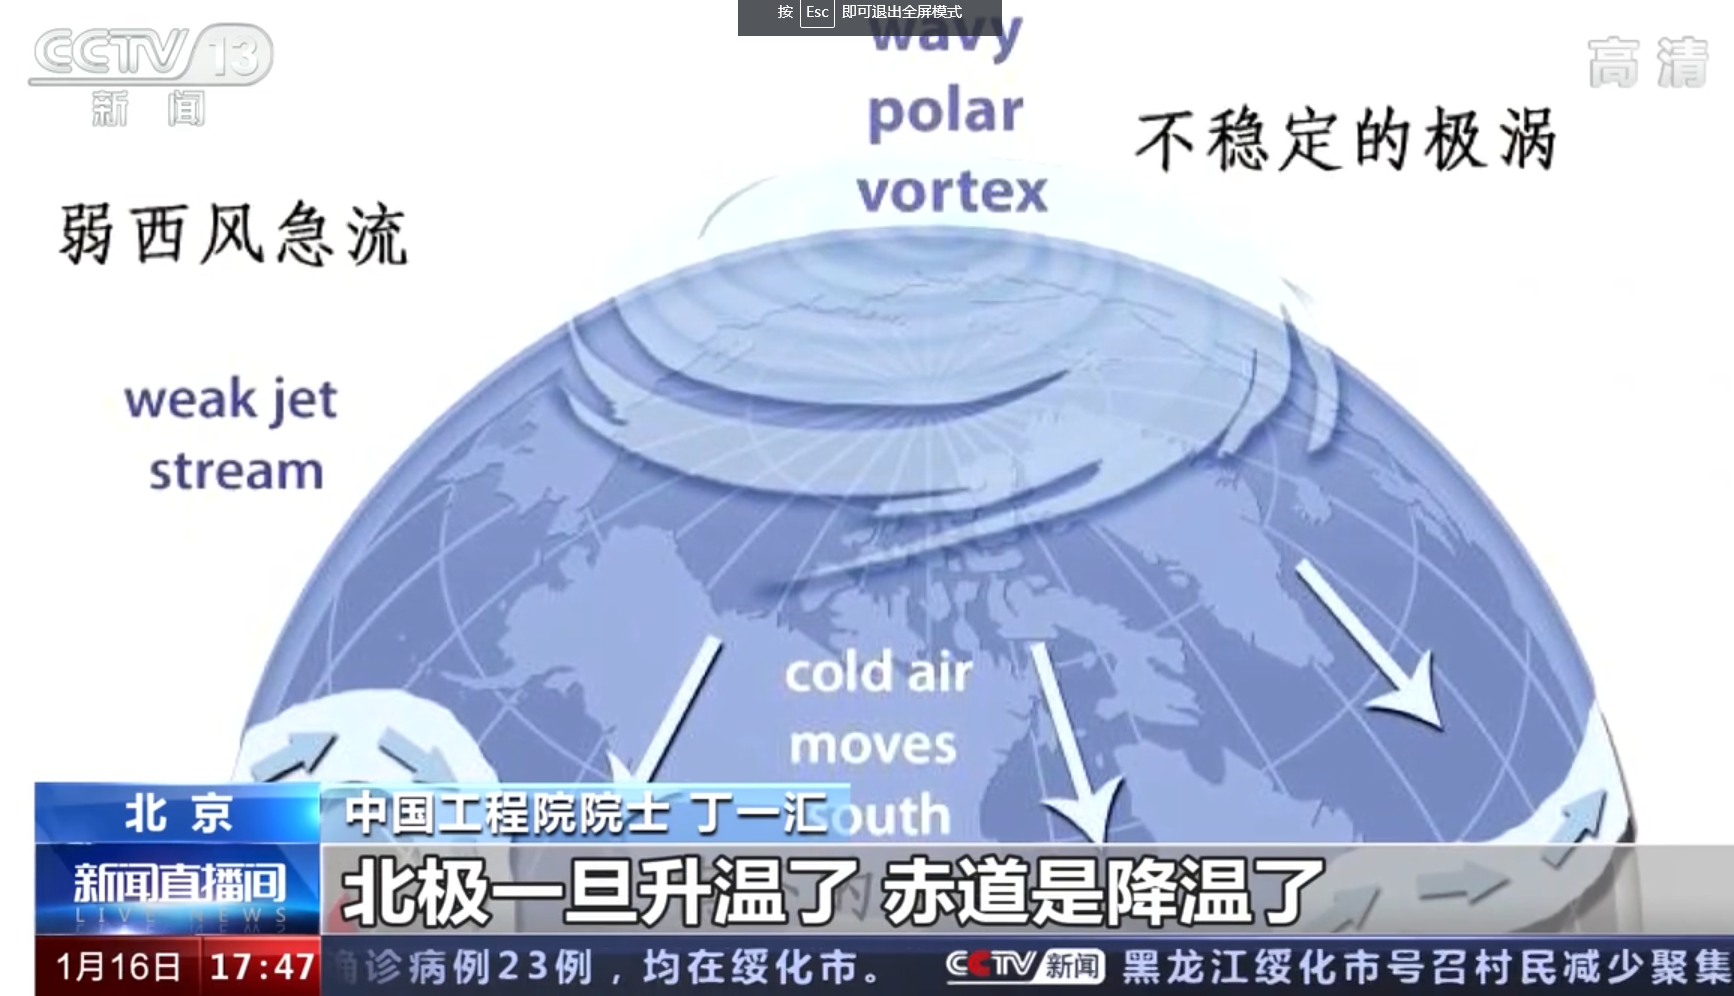 按 Esc 即可退出全屏模式
CCTV 13
新闻
高清
wavy
polar
vortex
不稳定的极涡
弱西风急流
weak jet
stream
cold air
moves
south
北京
中国工程院院士 丁一汇
新闻直播间
LIVE NEWS
北极一旦升温了 赤道是降温了
1月16日 17:47
确诊病例23例，均在绥化市。 CCTV新闻 黑龙江绥化市号召村民减少聚集